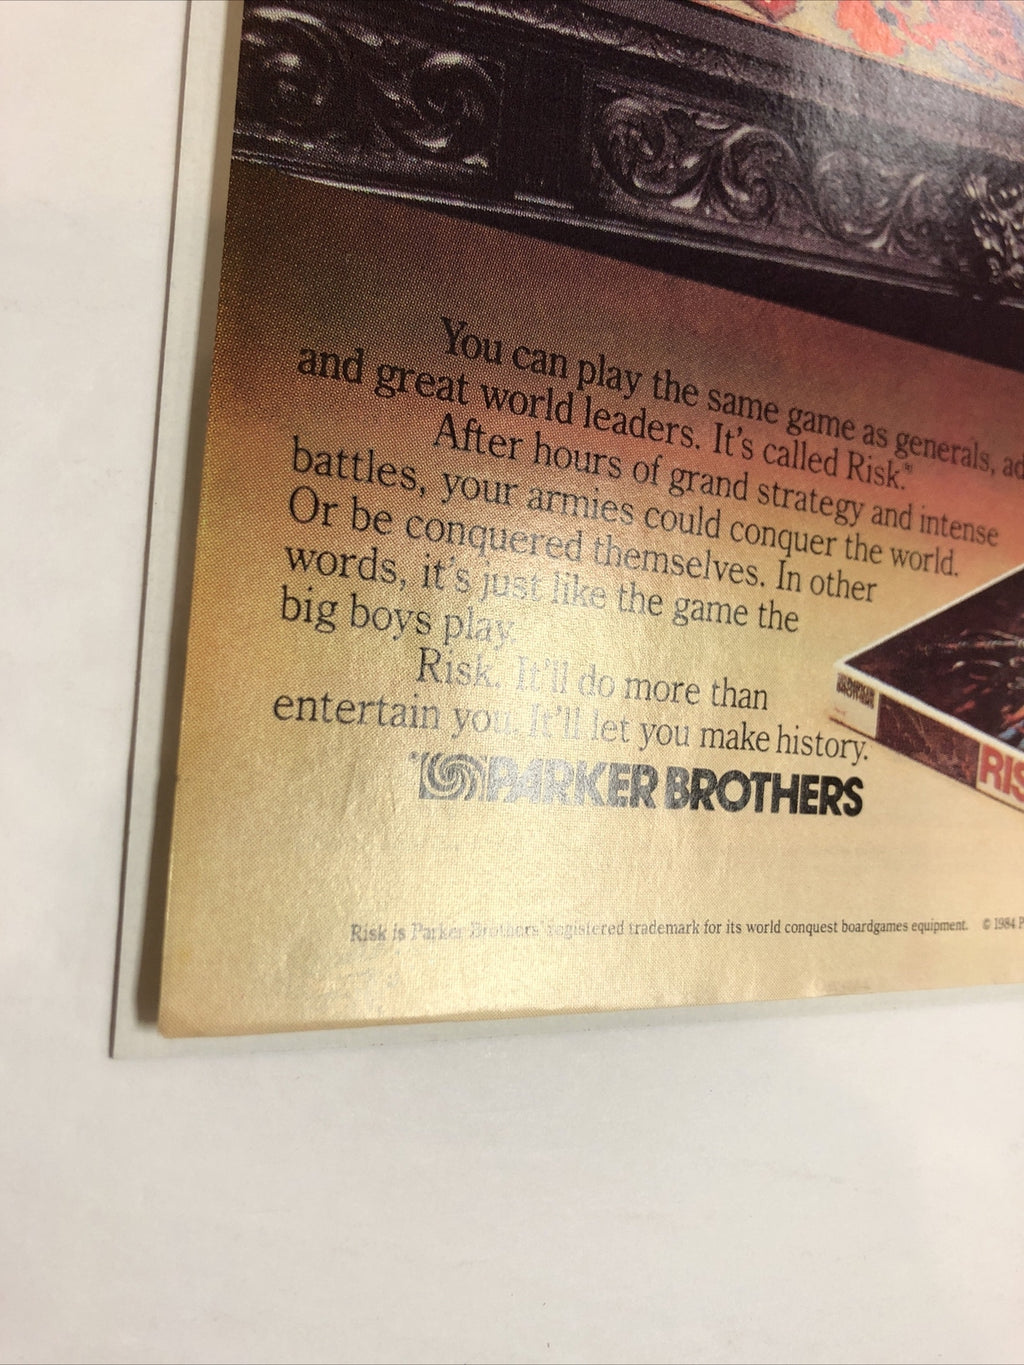 You can play the same game as generals, ad
and great world leaders. It's called Risk.®
After hours of grand strategy and intense
battles, your armies could conquer the world.
Or be conquered themselves. In other
words, it's just like the game the
big boys play.
Risk. It'll do more than
entertain you. It'll let you make history.
PARKER BROTHERS
RIS
Risk is Parker Brothers' registered trademark for its world conquest boardgames equipment. © 1984 P